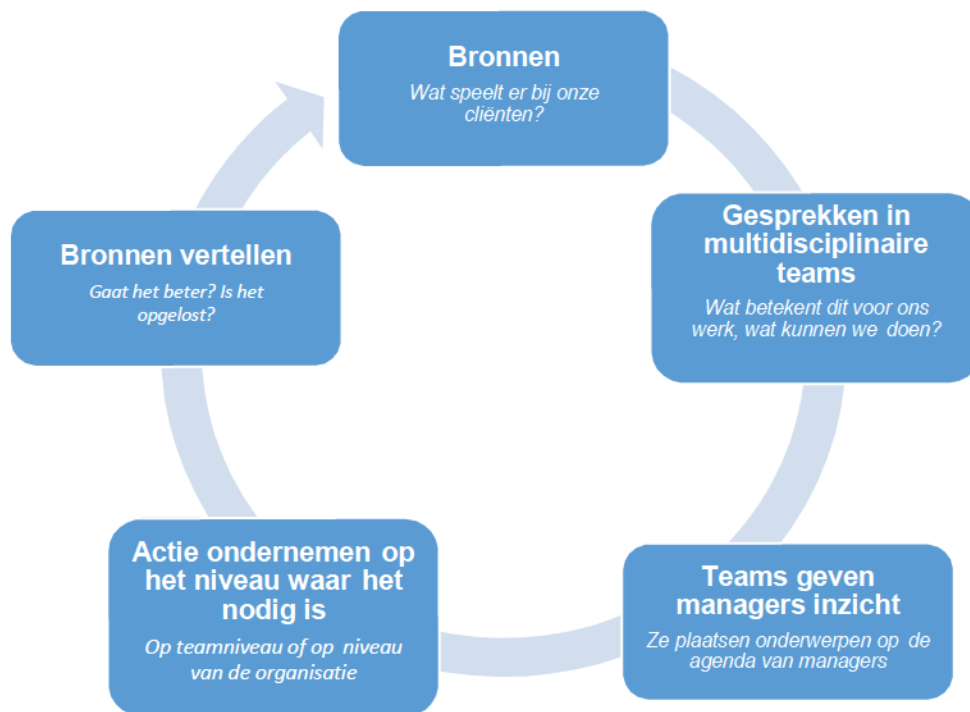 Bronnen
Wat speelt er bij onze
cliënten?
Gesprekken in
multidisciplinaire
teams
Wat betekent dit voor ons
werk, wat kunnen we doen?
Teams geven
managers inzicht
Ze plaatsen onderwerpen op de
agenda van managers
Actie ondernemen op
het niveau waar het
nodig is
Op teamniveau of op niveau
van de organisatie
Bronnen vertellen
Gaat het beter? Is het
opgelost?